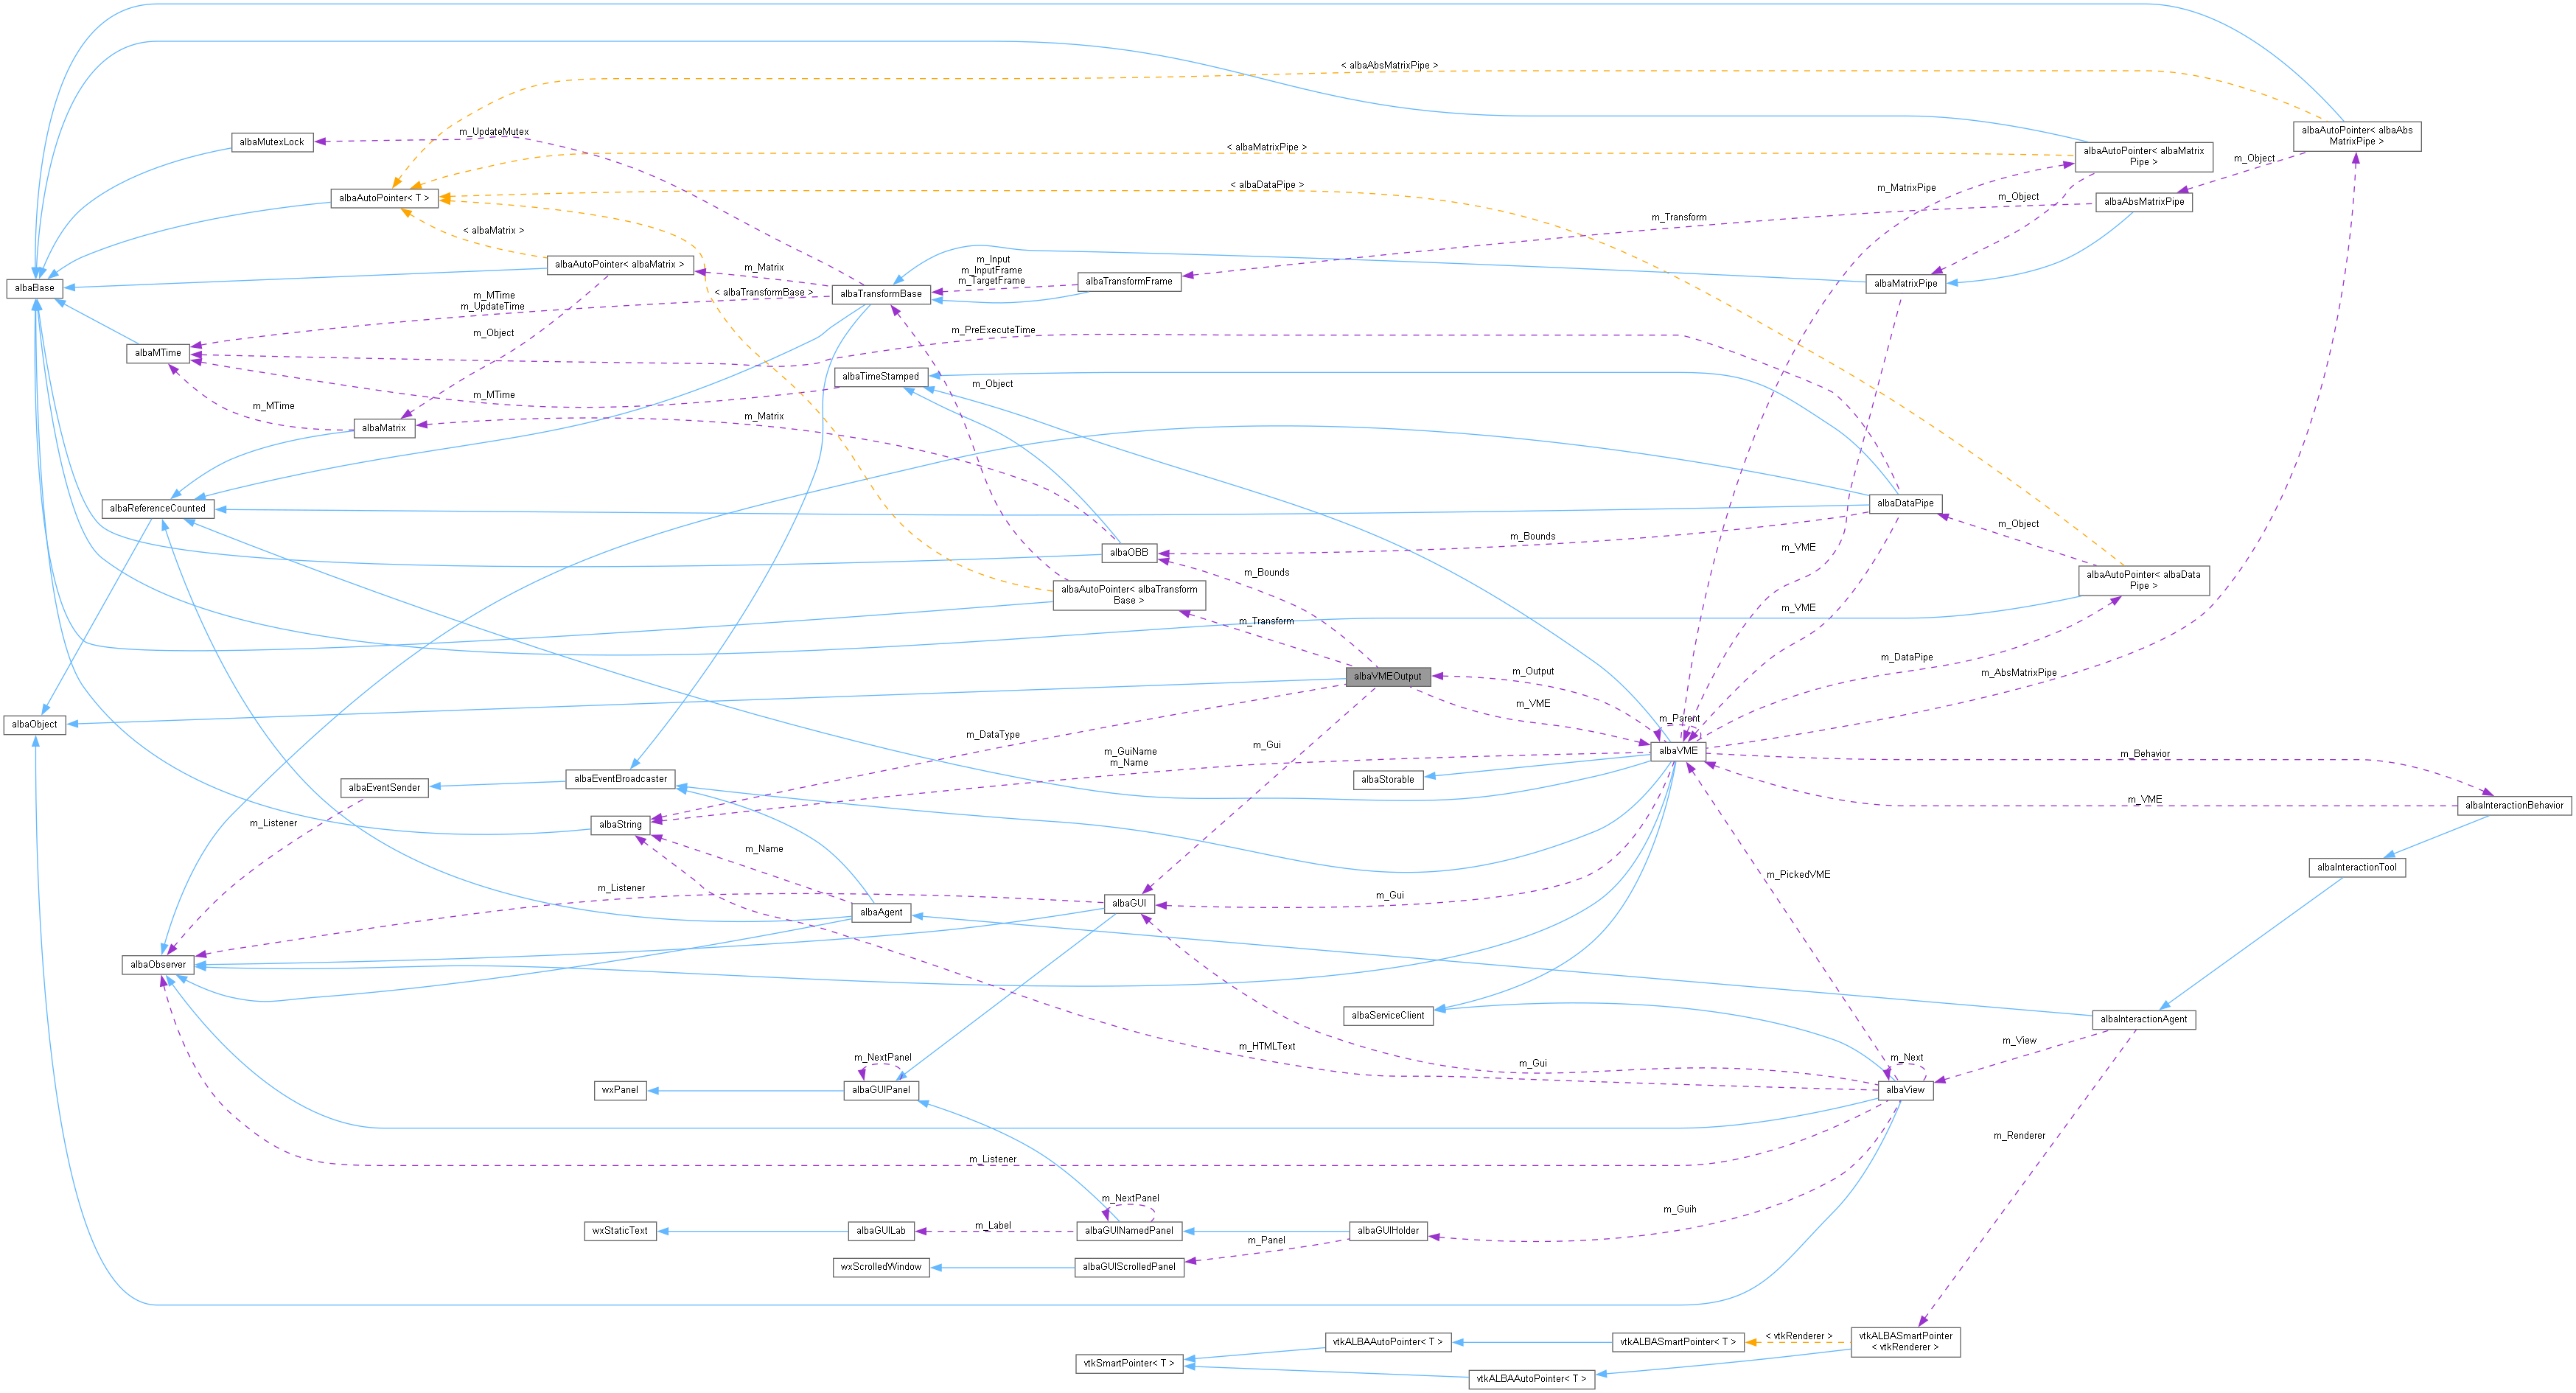 < albaAbsMatrixPipe >
albaAutoPointer< albaAbs
MatrixPipe >
m_UpdateMutex
albaMutexLock
< albaMatrixPipe >
albaAutoPointer< albaMatrix
Pipe >
m_Object
< albaDataPipe >
m_MatrixPipe
m_Object
albaAutoPointer< T >
albaAbsMatrixPipe
m_Transform
< albaMatrix >
albaAutoPointer< albaMatrix >
m_Matrix
m_Input
m_InputFrame
m_TargetFrame
albaTransformFrame
albaMatrixPipe
albaBase
albaTransformBase
< albaTransformBase >
m_MTime
m_UpdateTime
m_Object
m_PreExecuteTime
albaMTime
albaTimeStamped
m_Object
m_MTime
m_MTime
m_Matrix
albaMatrix
albaReferenceCounted
albaDataPipe
m_Object
m_Bounds
m_VME
albaOBB
m_Bounds
albaAutoPointer< albaData
Pipe >
albaAutoPointer< albaTransform
Base >
m_VME
m_Transform
m_DataPipe
m_AbsMatrixPipe
albaVMEOutput
m_Output
m_VME
albaObject
m_DataType
m_Parent
m_Gui
m_GuiName
m_Name
albaVME
m_Behavior
albaEventBroadcaster
albaStorable
albaEventSender
m_VME
albaInteractionBehavior
m_Listener
albaString
m_Name
albaInteractionTool
m_Listener
m_PickedVME
m_Gui
albaGUI
albaAgent
albaObserver
albaServiceClient
albaInteractionAgent
m_HTMLText
m_View
m_NextPanel
m_Gui
m_Next
wxPanel
albaGUIPanel
albaView
m_Renderer
m_Listener
m_NextPanel
m_Guih
m_Label
wxStaticText
albaGUILab
albaGUINamedPanel
albaGUIHolder
m_Panel
wxScrolledWindow
albaGUIScrolledPanel
vtkALBAAutoPointer< T >
vtkALBASmartPointer< T >
< vtkRenderer >
vtkALBASmartPointer
< vtkRenderer >
vtkSmartPointer< T >
vtkALBAAutoPointer< T >